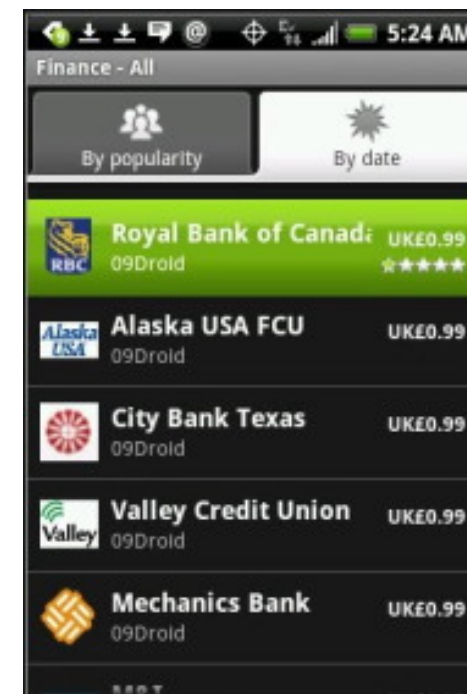 5:24 AM
Finance - All
By popularity
By date
RBC
Royal Bank of Canada
UK£0.99
09Droid
Alaska USA
Alaska USA FCU
UK£0.99
09Droid
City Bank Texas
UK£0.99
09Droid
Valley
Valley Credit Union
UK£0.99
09Droid
Mechanics Bank
UK£0.99
09Droid